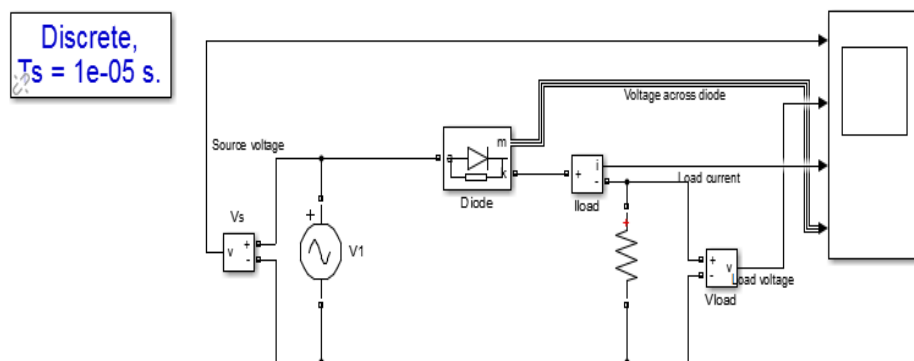 Discrete,
Ts = 1e-05 s.
Voltage across diode
Source voltage
m
k
Diode
+
-
i
Iload
Load current
Vs
v
+
-
+
V1
+
+
-
v
Load voltage
Vload